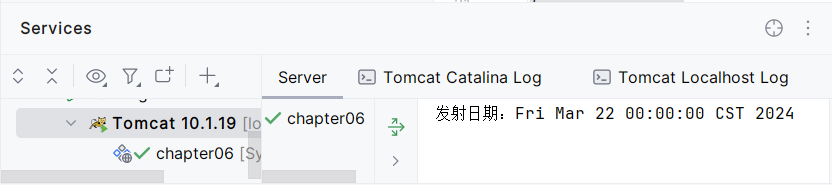 Services
Server
Tomcat Catalina Log
Tomcat Localhost Log
Tomcat 10.1.19 [lo
chapter06 [Sy
chapter06
发射日期：Fri Mar 22 00:00:00 CST 2024